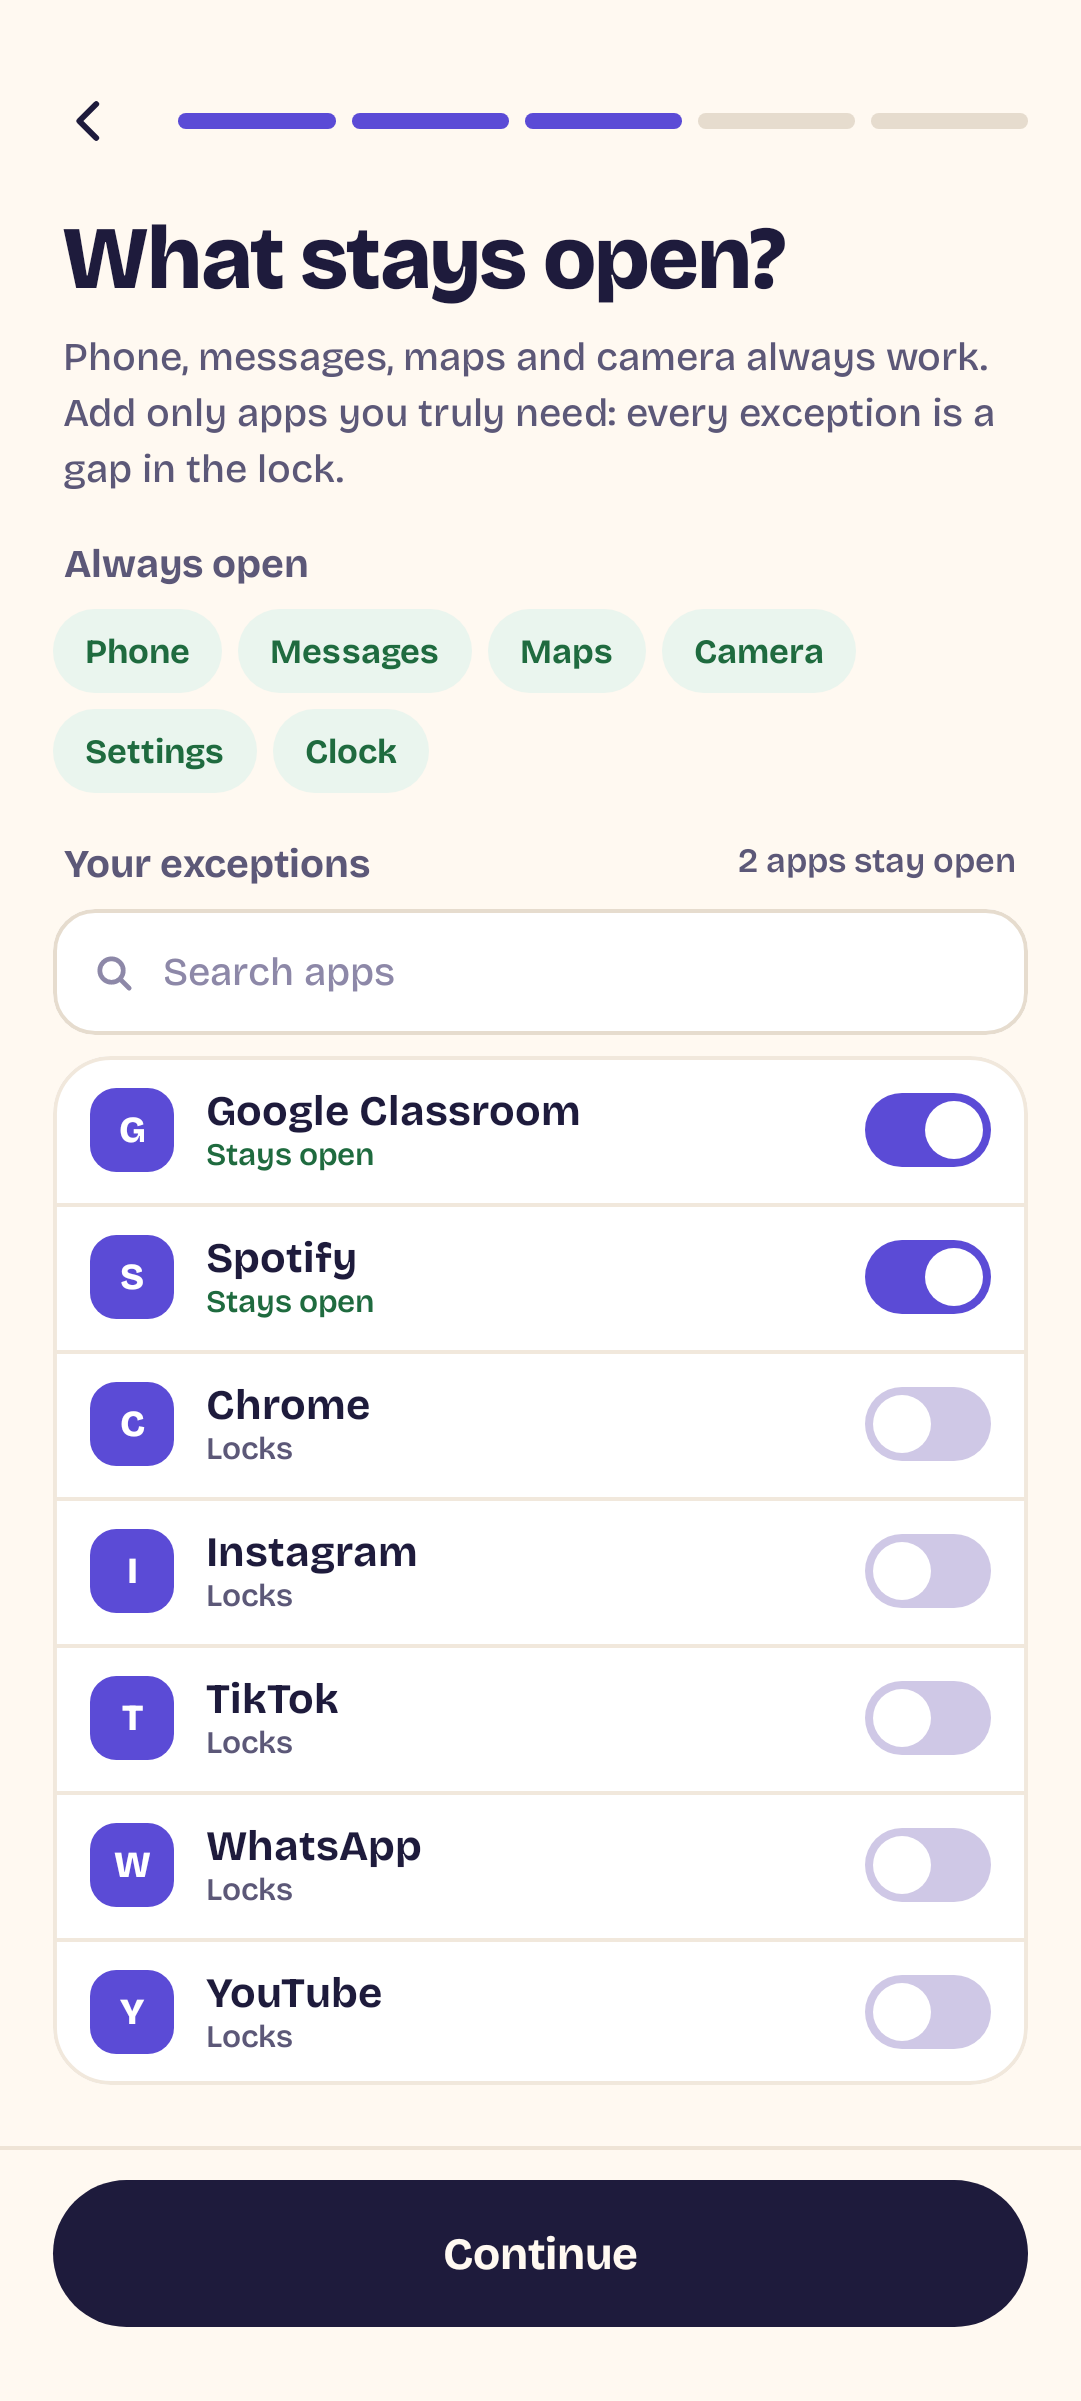 What stays open?
Phone, messages, maps and camera always work.
Add only apps you truly need: every exception is a
gap in the lock.
Always open
Phone Messages Maps Camera
Settings Clock
Your exceptions 2 apps stay open
Search apps
G Google Classroom
Stays open
S Spotify
Stays open
C Chrome
Locks
I Instagram
Locks
T TikTok
Locks
W WhatsApp
Locks
Y YouTube
Locks
Continue